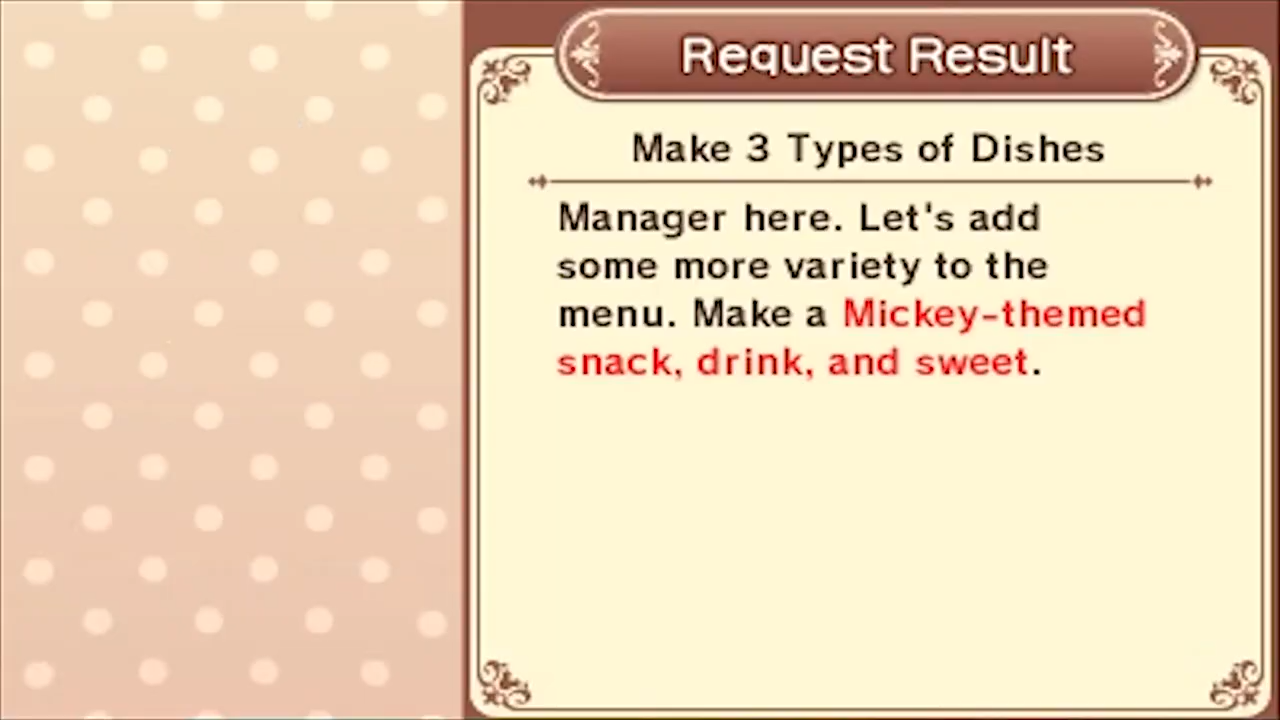 Request Result
Make 3 Types of Dishes
Manager here. Let's add
some more variety to the
menu. Make a Mickey-themed
snack, drink, and sweet.